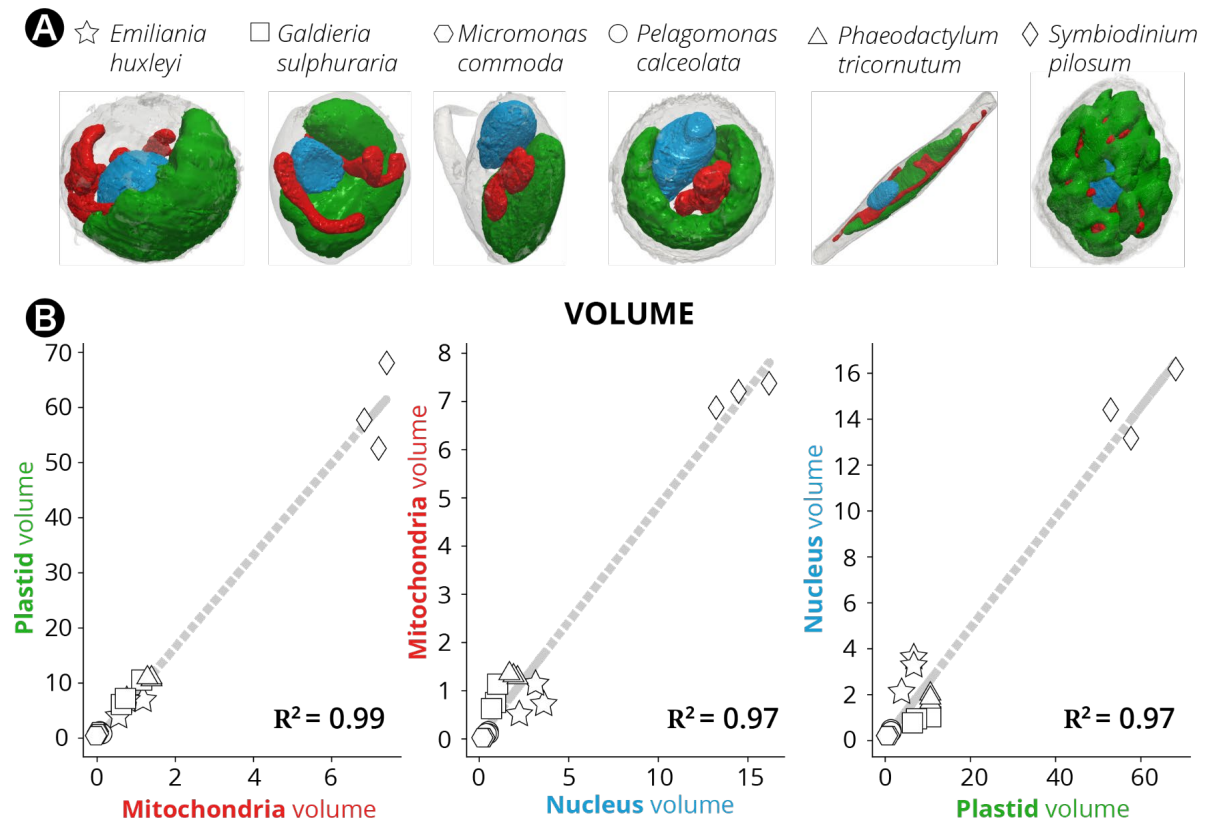 A
Emiliania
huxleyi
Galdieria
sulphuraria
Micromonas
commoda
Pelagomonas
calceolata
Phaeodactylum
tricornutum
Symbiodinium
pilosum
B
VOLUME
Plastid volume
70
60
50
40
30
20
10
0
0 2 4 6
R² = 0.99
Mitochondria volume
Mitochondria volume
8
7
6
5
4
3
2
1
0
0 5 10 15
R² = 0.97
Nucleus volume
Nucleus volume
16
14
12
10
8
6
4
2
0
0 20 40 60
R² = 0.97
Plastid volume